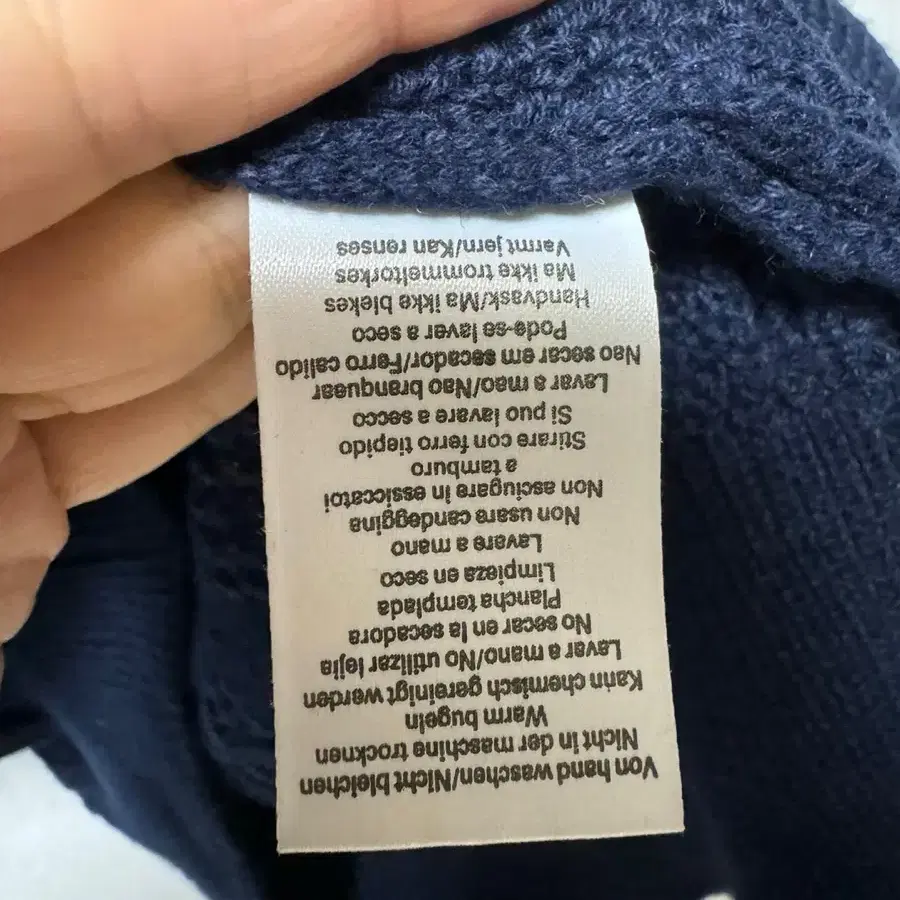 Von hand waschen/Nicht bleichen
Nicht in der maschine trocknen
Warm bugeln
Kann chemisch gereinigt werden
Lavar a mano/No utilizar lejia
No secar en la secadora
Plancha templada
Limpieza en seco
Lavare a mano
Non usare candeggina
Non asciugare in essiccatoi
a tamburo
Stirare con ferro tiepido
Si puo lavare a secco
Lavar a mao/Nao branquear
Nao secar em secador/Ferro calido
Pode-se laver a seco
Handvask/Ma ikke blekes
Ma ikke trommeltorkes
Varmt jern/Kan renses